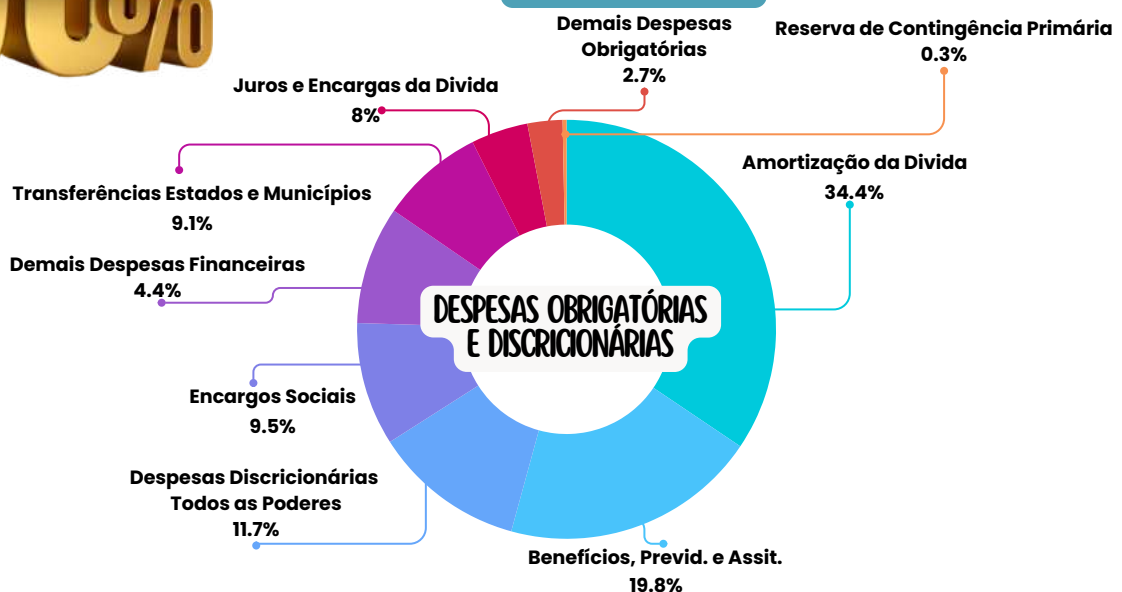 0%
Demais Despesas
Obrigatórias
2.7%
Reserva de Contingência Primária
0.3%
Juros e Encargas da Divida
8%
Amortização da Divida
34.4%
Transferências Estados e Municípios
9.1%
Demais Despesas Financeiras
4.4%
DESPESAS OBRIGATÓRIAS
E DISCRICIONÁRIAS
Encargos Sociais
9.5%
Despesas Discricionárias
Todos as Poderes
11.7%
Benefícios, Previd. e Assit.
19.8%